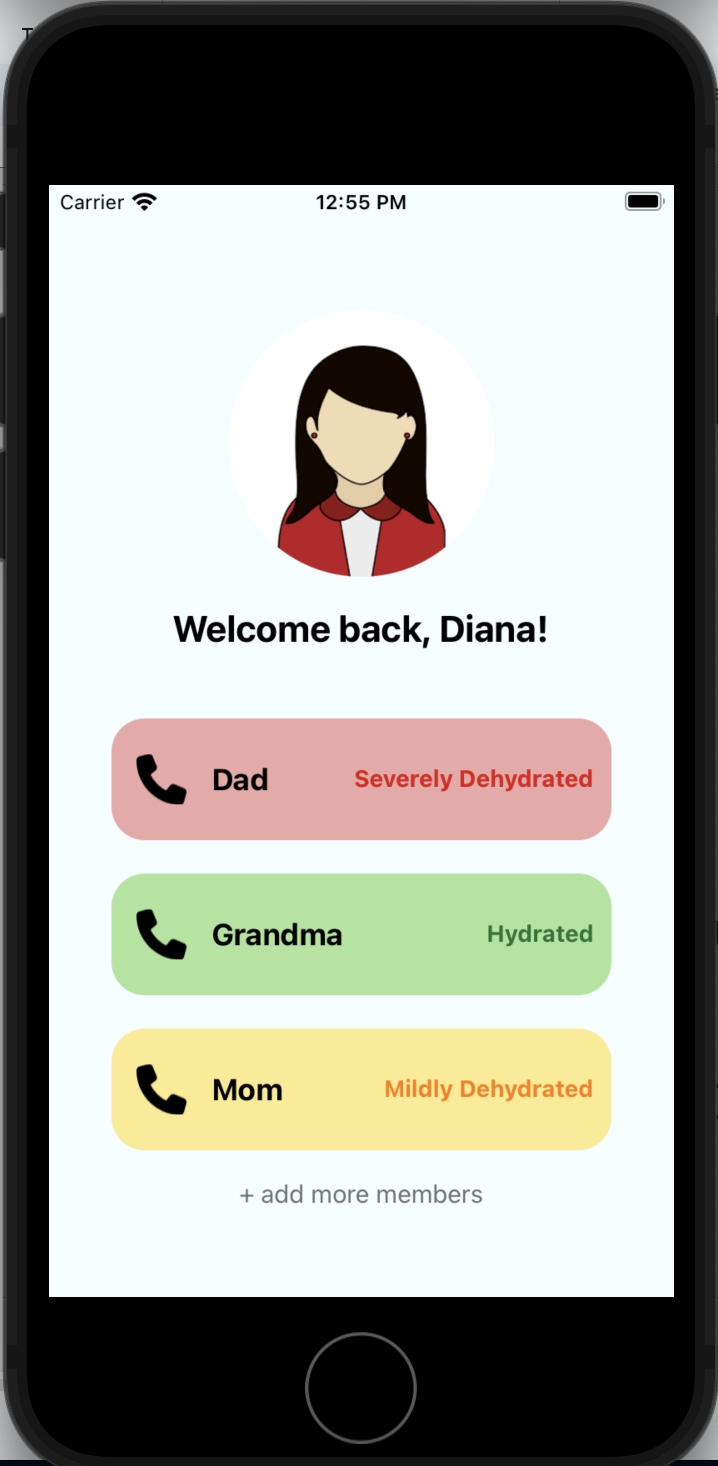 Carrier 12:55 PM
Welcome back, Diana!
Dad Severely Dehydrated
Grandma Hydrated
Mom Mildly Dehydrated
+ add more members